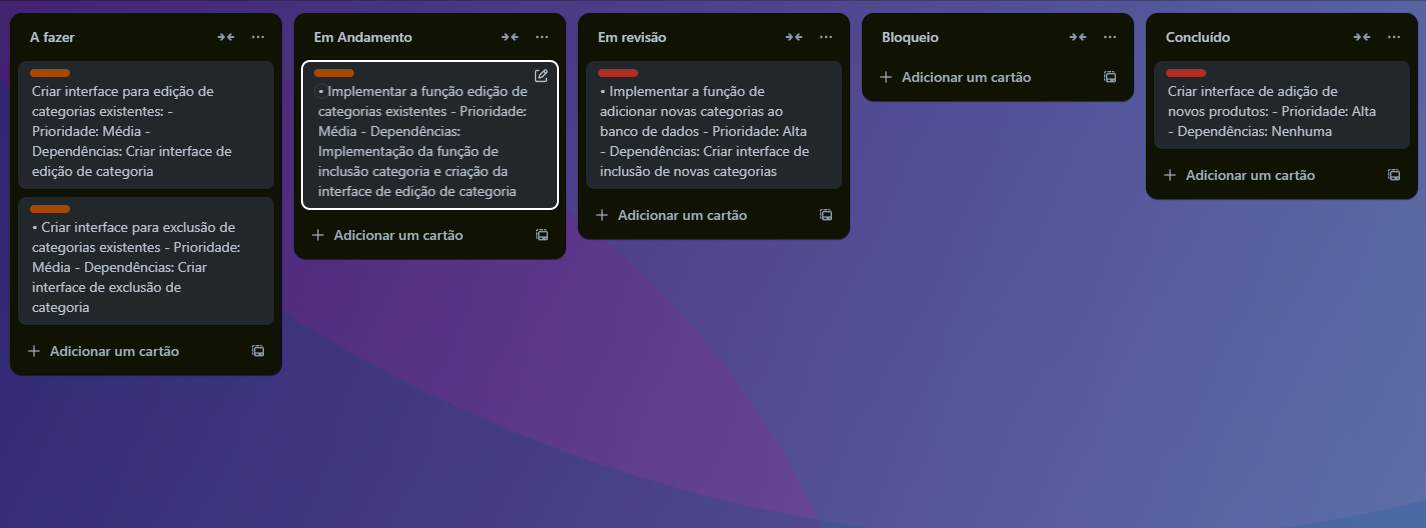 A fazer
Criar interface para edição de
categorias existentes: -
Prioridade: Média -
Dependências: Criar interface de
edição de categoria
• Criar interface para exclusão de
categorias existentes - Prioridade:
Média - Dependências: Criar
interface de exclusão de
categoria
Adicionar um cartão
Em Andamento
• Implementar a função edição de
categorias existentes - Prioridade:
Média - Dependências:
Implementação da função de
inclusão categoria e criação da
interface de edição de categoria
Adicionar um cartão
Em revisão
• Implementar a função de
adicionar novas categorias ao
banco de dados - Prioridade: Alta
- Dependências: Criar interface de
inclusão de novas categorias
Adicionar um cartão
Bloqueio
Adicionar um cartão
Concluído
Criar interface de adição de
novos produtos: - Prioridade: Alta
- Dependências: Nenhuma
Adicionar um cartão